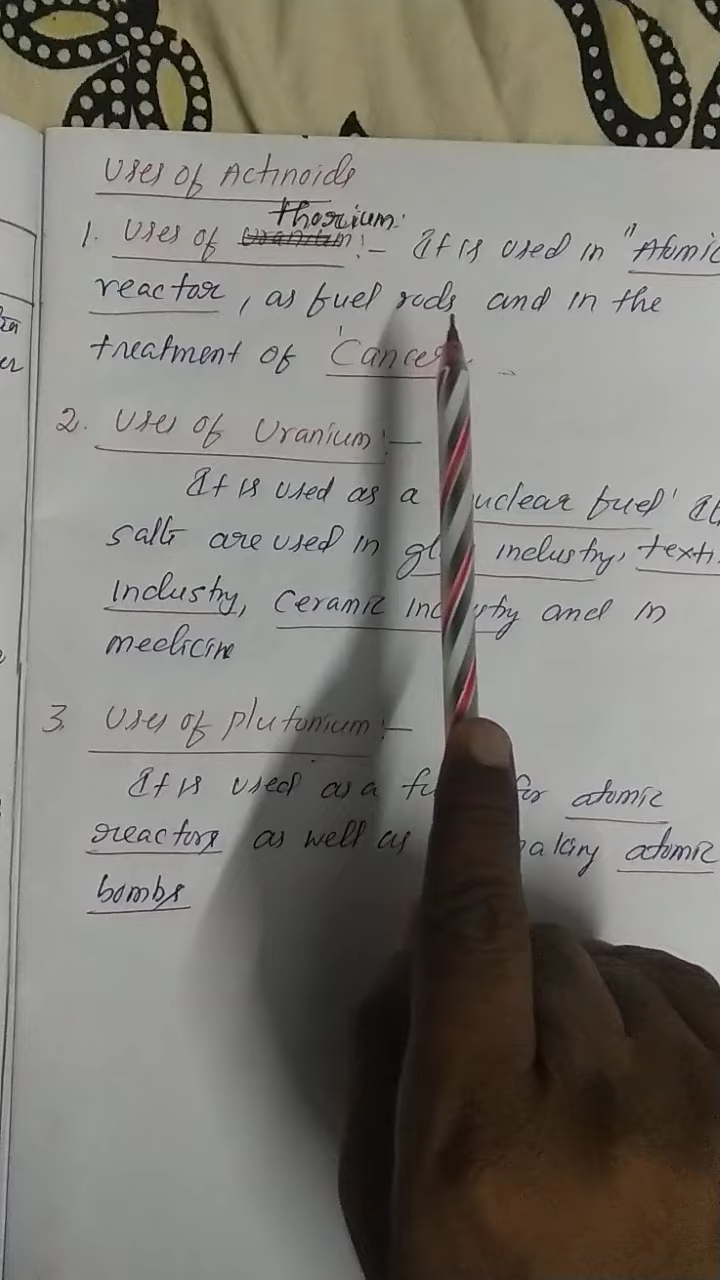 Uses of Actinoids
thorium:
1. Uses of uranium:- It is used in "Atomic
reactor, as fuel rods and in the
treatment of 'Cancer
2. Uses of Uranium:-
It is used as a nuclear fuel'
salts are used in industry,
industry, Ceramic industry and in
medicine
3. Uses of plutonium:-
It is used as a for atomic
reactors as well as making atomic
bombs